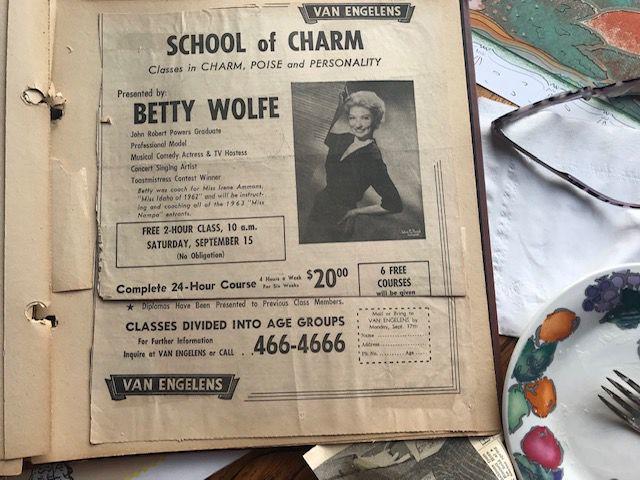 VAN ENGELENS
SCHOOL of CHARM
Classes in CHARM, POISE and PERSONALITY
Presented by:
BETTY WOLFE
John Robert Powers Graduate
Professional Model
Musical Comedy Actress & TV Hostess
Concert Singing Artist
Toastmistress Contest Winner
Betty was coach for Miss Irene Ammons,
"Miss Idaho of 1962" and will be instruct-
ing and coaching all of the 1963 "Miss
Nampa" entrants.
FREE 2-HOUR CLASS, 10 a.m.
SATURDAY, SEPTEMBER 15
(No Obligation)
Complete 24-Hour Course 4 Hours a Week For Six Weeks $20.00
6 FREE
COURSES
will be given
★ Diplomas Have Been Presented to Previous Class Members.
CLASSES DIVIDED INTO AGE GROUPS
For Further Information
Inquire at VAN ENGELENS or CALL . . 466-4666
Mail or Bring to
VAN ENGELENS by
Monday, Sept. 17th
Name
Address
Ph. No. Age
VAN ENGELENS